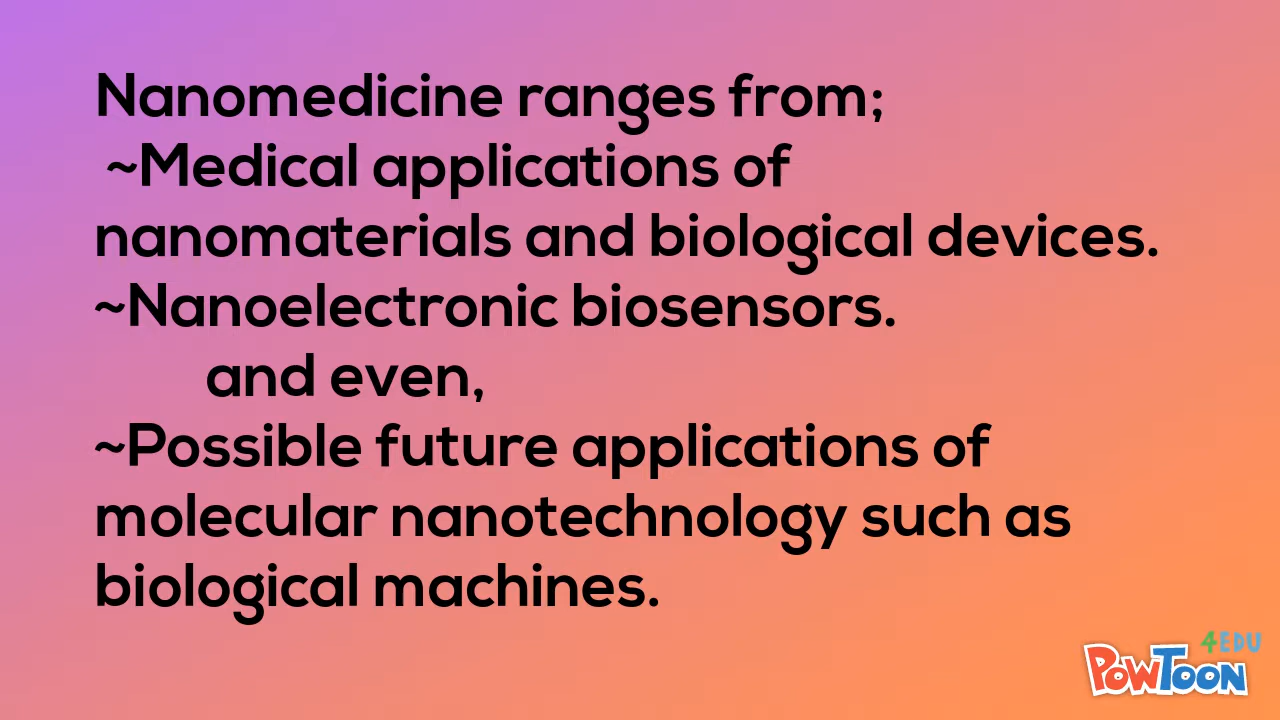 Nanomedicine ranges from;
~Medical applications of
nanomaterials and biological devices.
~Nanoelectronic biosensors.
and even,
~Possible future applications of
molecular nanotechnology such as
biological machines.
4EDU
POWTOON